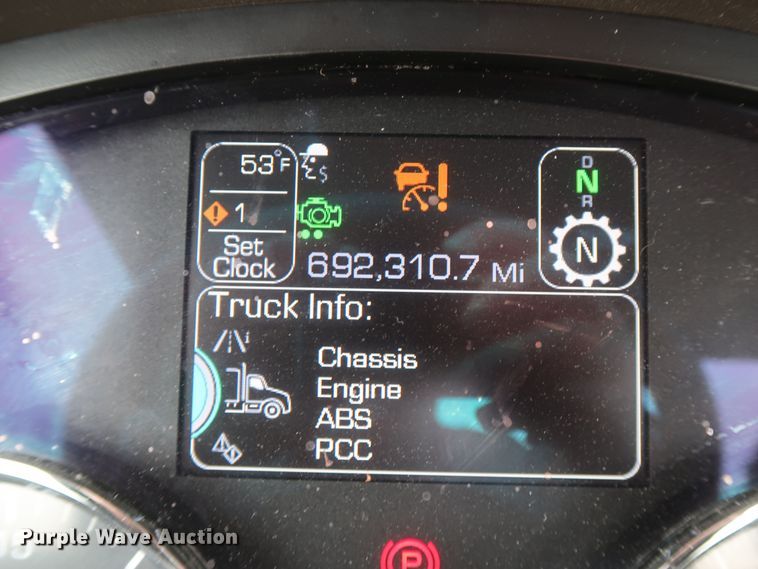 53°F
1
Set
Clock
$
692,310.7 Mi
D
N
R
N
Truck Info:
i
Chassis
Engine
ABS
PCC
P
Purple Wave Auction